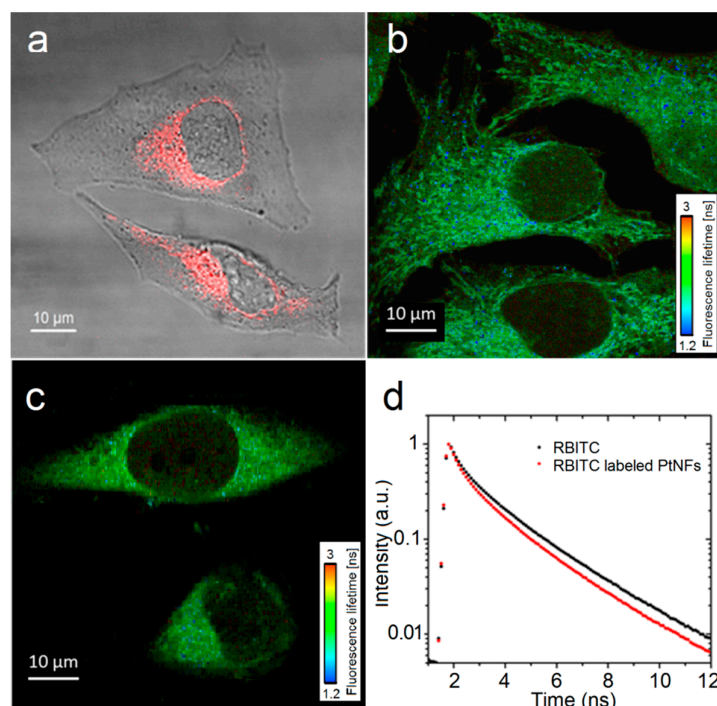 a
10 µm
b
3
Fluorescence lifetime [ns]
1.2
10 µm
c
3
Fluorescence lifetime [ns]
1.2
10 µm
d
RBITC
RBITC labeled PtNFs
1
0.1
0.01
Intensity (a.u.)
2 4 6 8 10 12
Time (ns)